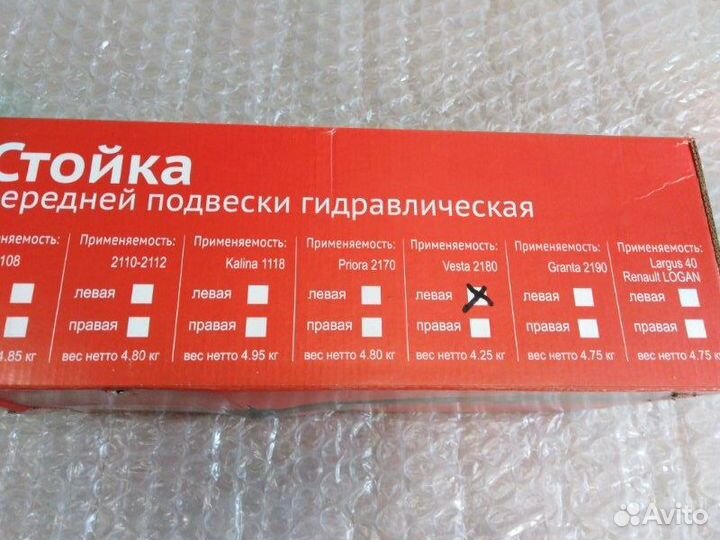 Стойка
ередней подвески гидравлическая
няемость: Применяемость: Применяемость: Применяемость: Применяемость: Применяемость: Применяемость:
108 2110-2112 Kalina 1118 Priora 2170 Vesta 2180 Granta 2190 Largus 40
Renault LOGAN
левая левая левая левая левая левая
правая правая правая правая правая правая
4.85 кг вес нетто 4.80 кг вес нетто 4.95 кг вес нетто 4.80 кг вес нетто 4.25 кг вес нетто 4.75 кг вес нетто 4.75 к
Avito